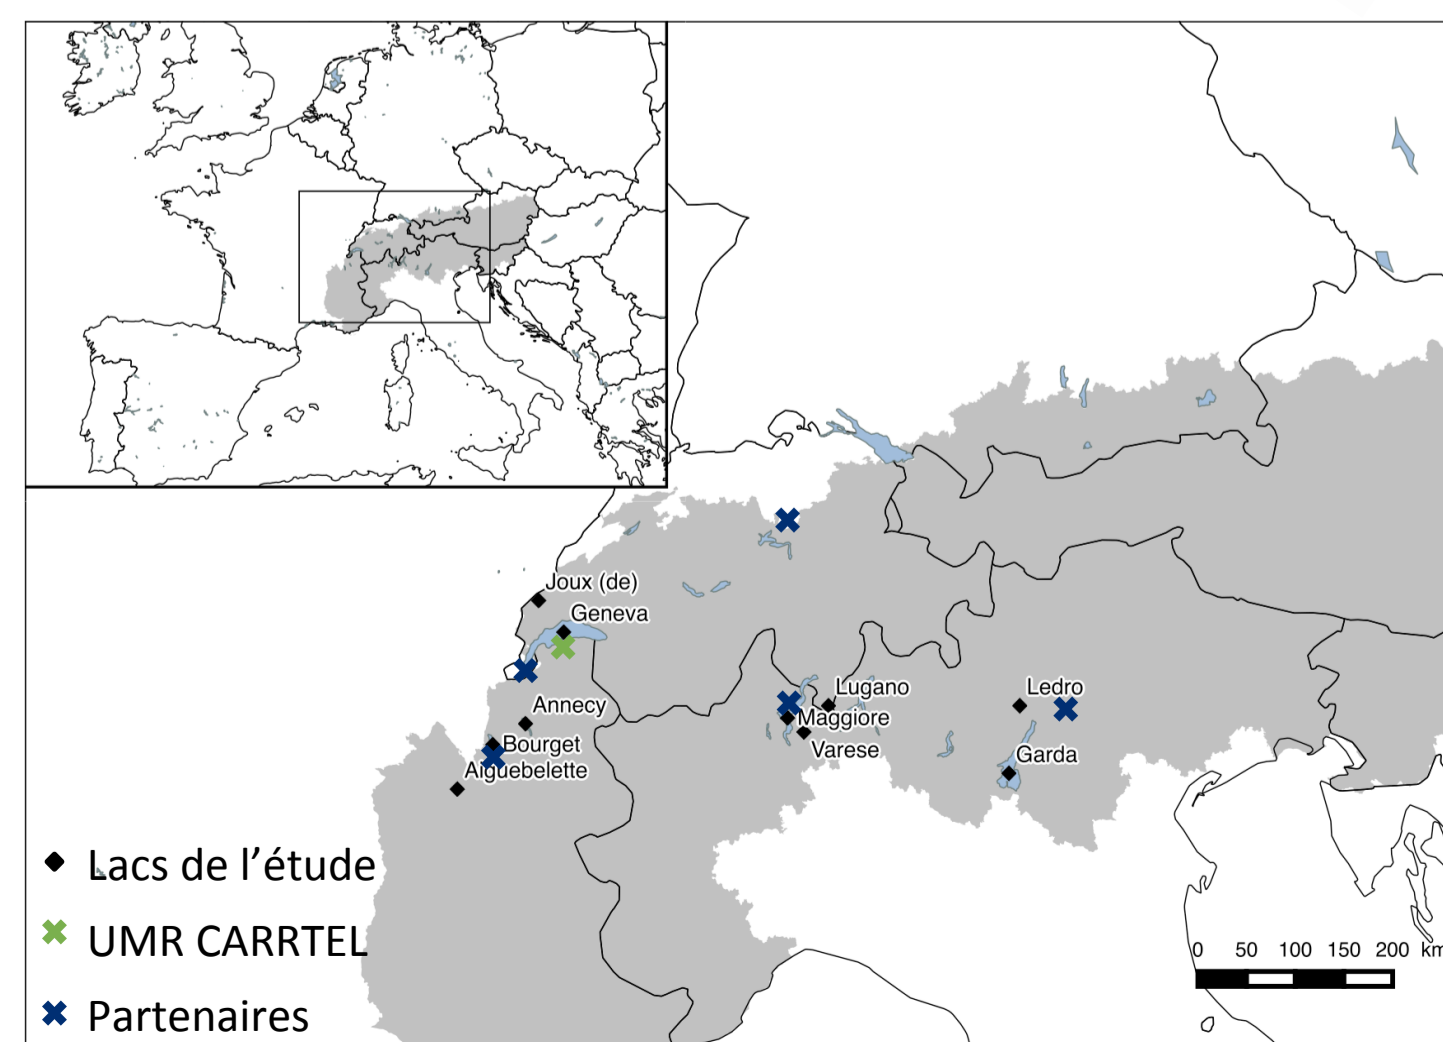 Joux (de)
Geneva
Annecy
Bourget
Aiguebelette
Lugano
Maggiore
Varese
Ledro
Garda
Lacs de l’étude
UMR CARRTEL
Partenaires
0 50 100 150 200 km